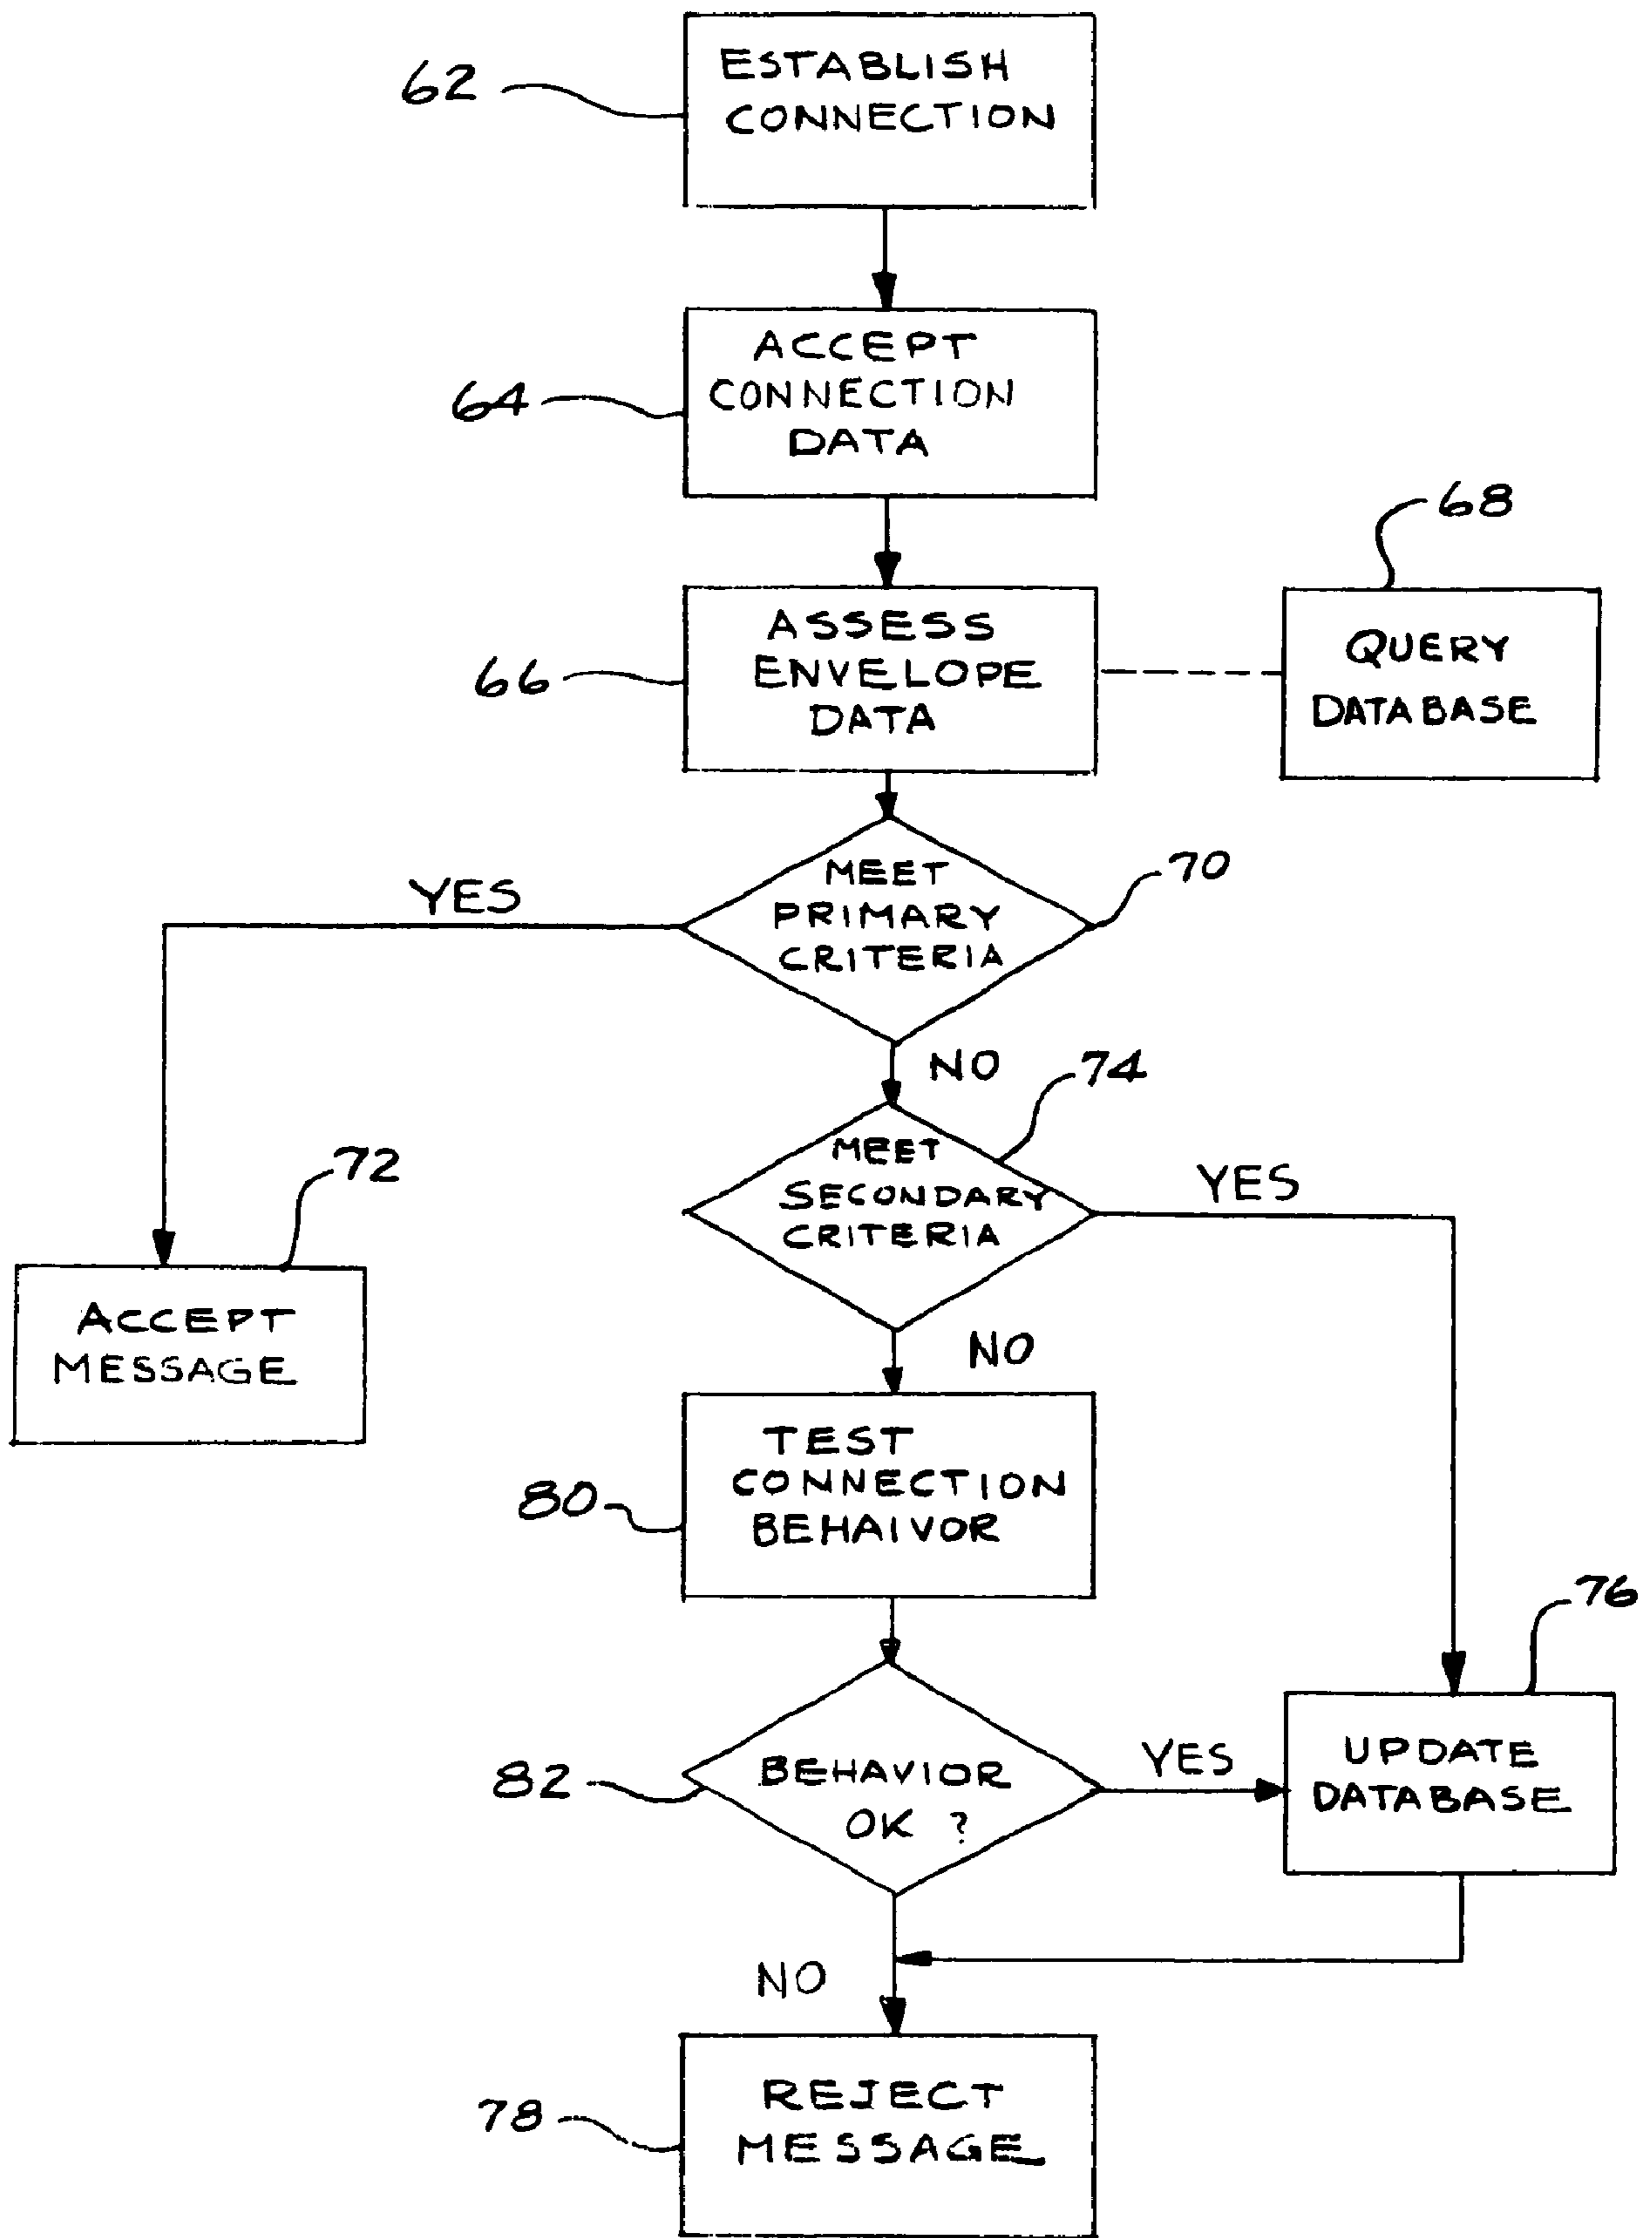 62
ESTABLISH
CONNECTION
64
ACCEPT
CONNECTION
DATA
68
66
ASSESS
ENVELOPE
DATA
QUERY
DATABASE
YES
MEET
PRIMARY
CRITERIA
70
NO
74
72
MEET
SECONDARY
CRITERIA
YES
ACCEPT
MESSAGE
NO
80
TEST
CONNECTION
BEHAIVOR
76
82
BEHAVIOR
OK ?
YES
UPDATE
DATABASE
NO
78
REJECT
MESSAGE